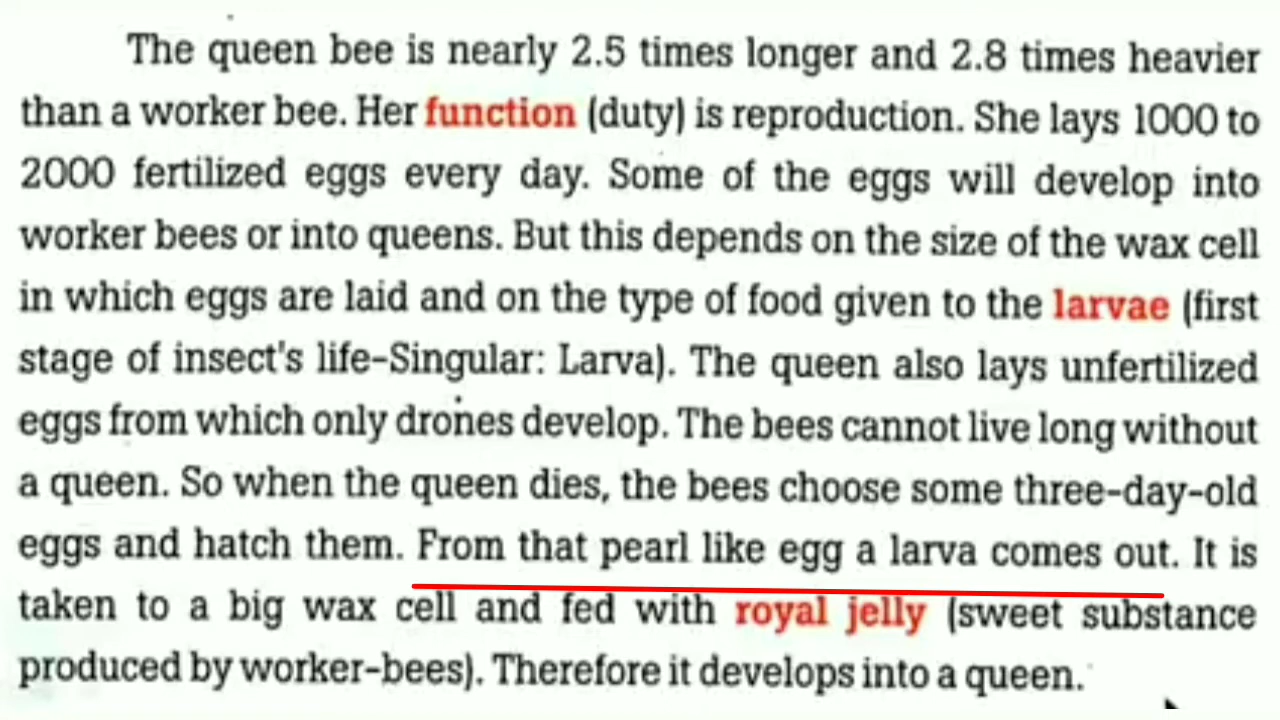 The queen bee is nearly 2.5 times longer and 2.8 times heavier
than a worker bee. Her function (duty) is reproduction. She lays 1000 to
2000 fertilized eggs every day. Some of the eggs will develop into
worker bees or into queens. But this depends on the size of the wax cell
in which eggs are laid and on the type of food given to the larvae (first
stage of insect's life–Singular: Larva). The queen also lays unfertilized
eggs from which only drones develop. The bees cannot live long without
a queen. So when the queen dies, the bees choose some three-day-old
eggs and hatch them. From that pearl like egg a larva comes out. It is
taken to a big wax cell and fed with royal jelly (sweet substance
produced by worker-bees). Therefore it develops into a queen.